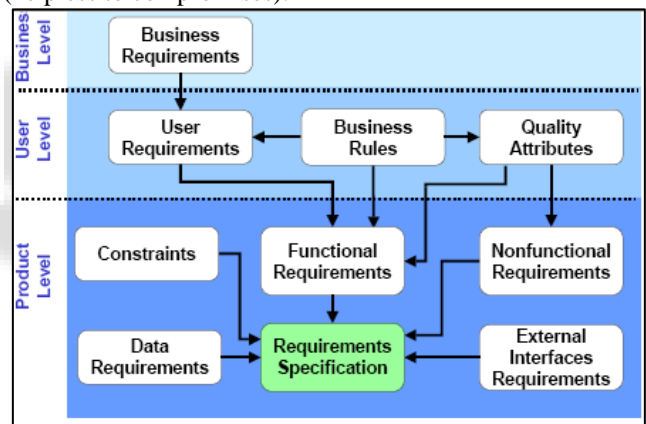 Business
Level
Business
Requirements
User
Level
User
Requirements
Business
Rules
Quality
Attributes
Product
Level
Constraints
Functional
Requirements
Nonfunctional
Requirements
Data
Requirements
Requirements
Specification
External
Interfaces
Requirements